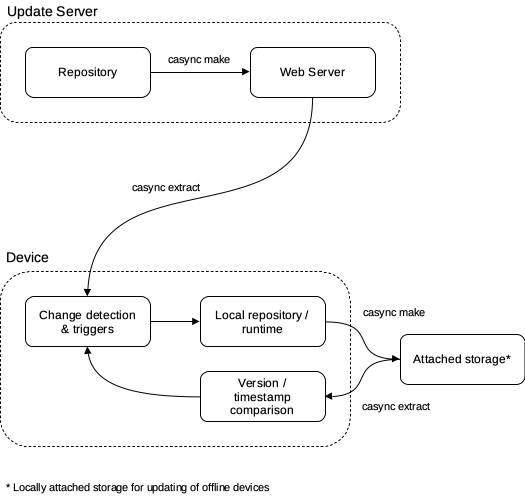 Update Server
Repository
casync make
Web Server
casync extract
Device
Change detection
& triggers
Local repository /
runtime
casync make
Attached storage*
Version /
timestamp
comparison
casync extract
* Locally attached storage for updating of offline devices